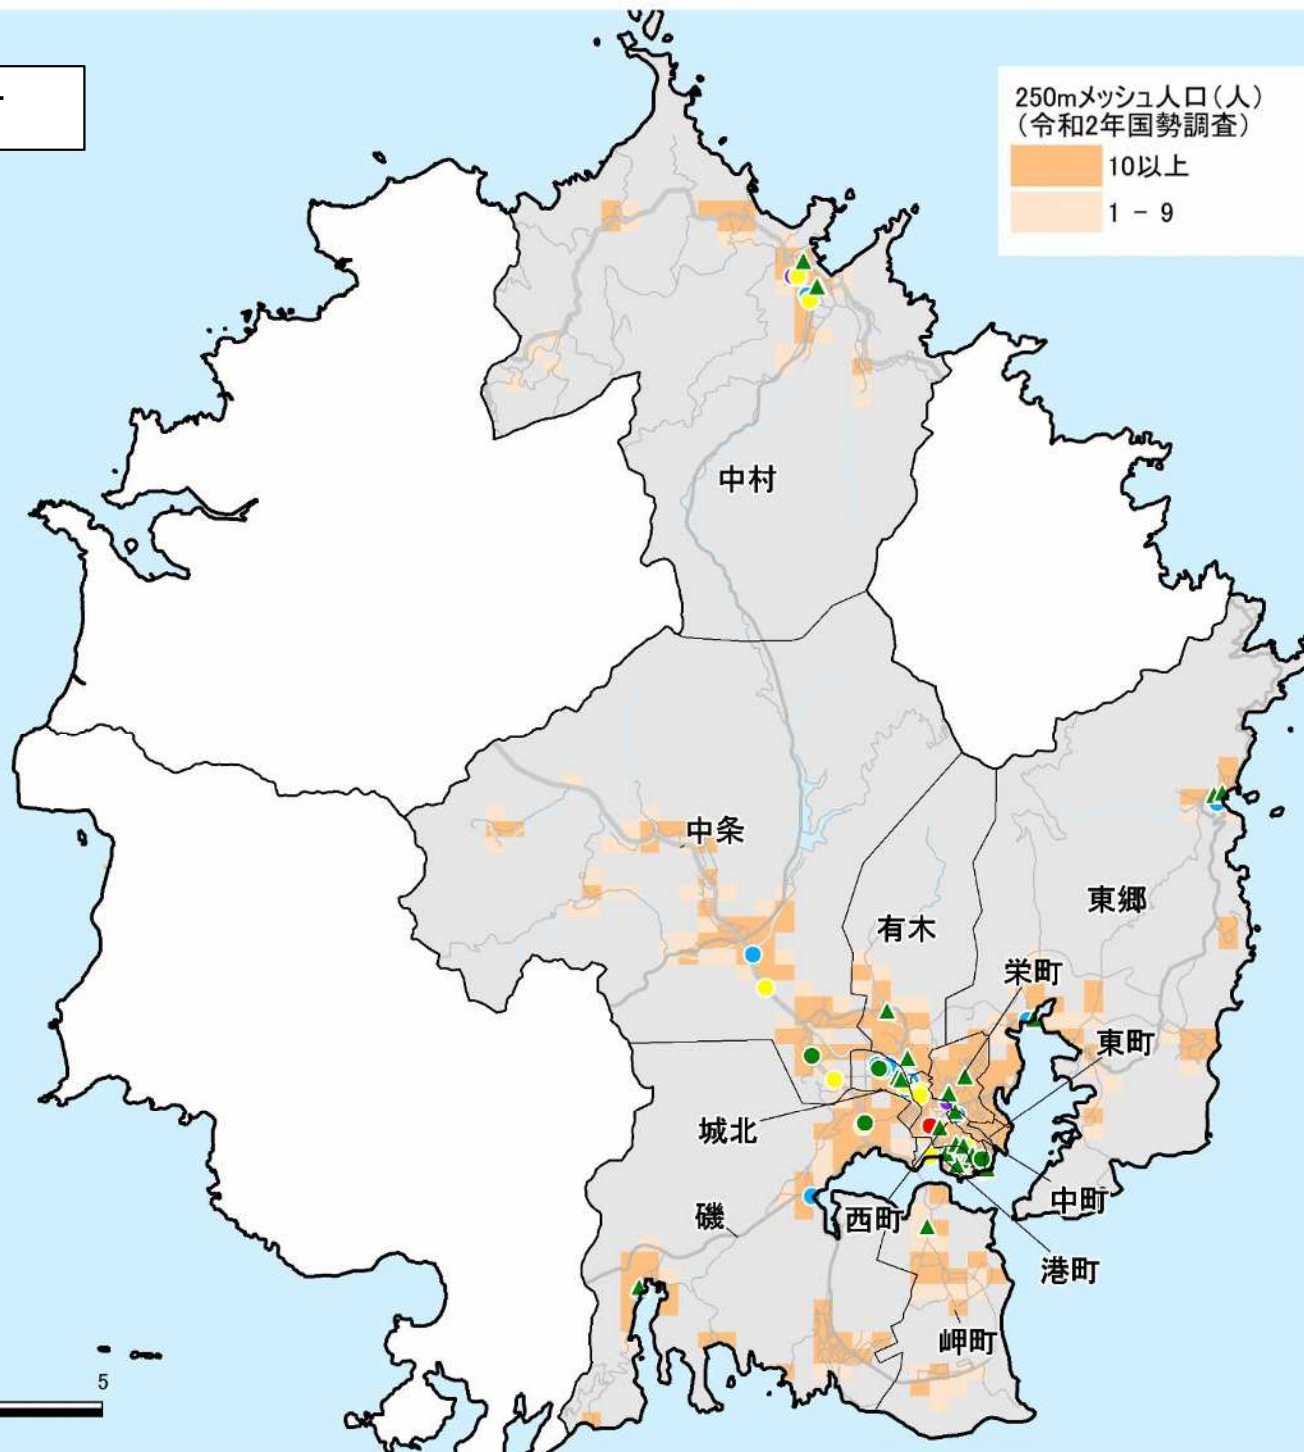 250mメッシュ人口(人)
(令和2年国勢調査)
10以上
1 - 9
中村
中条
有木
東郷
栄町
東町
城北
磯
西町
中町
港町
岬町
5